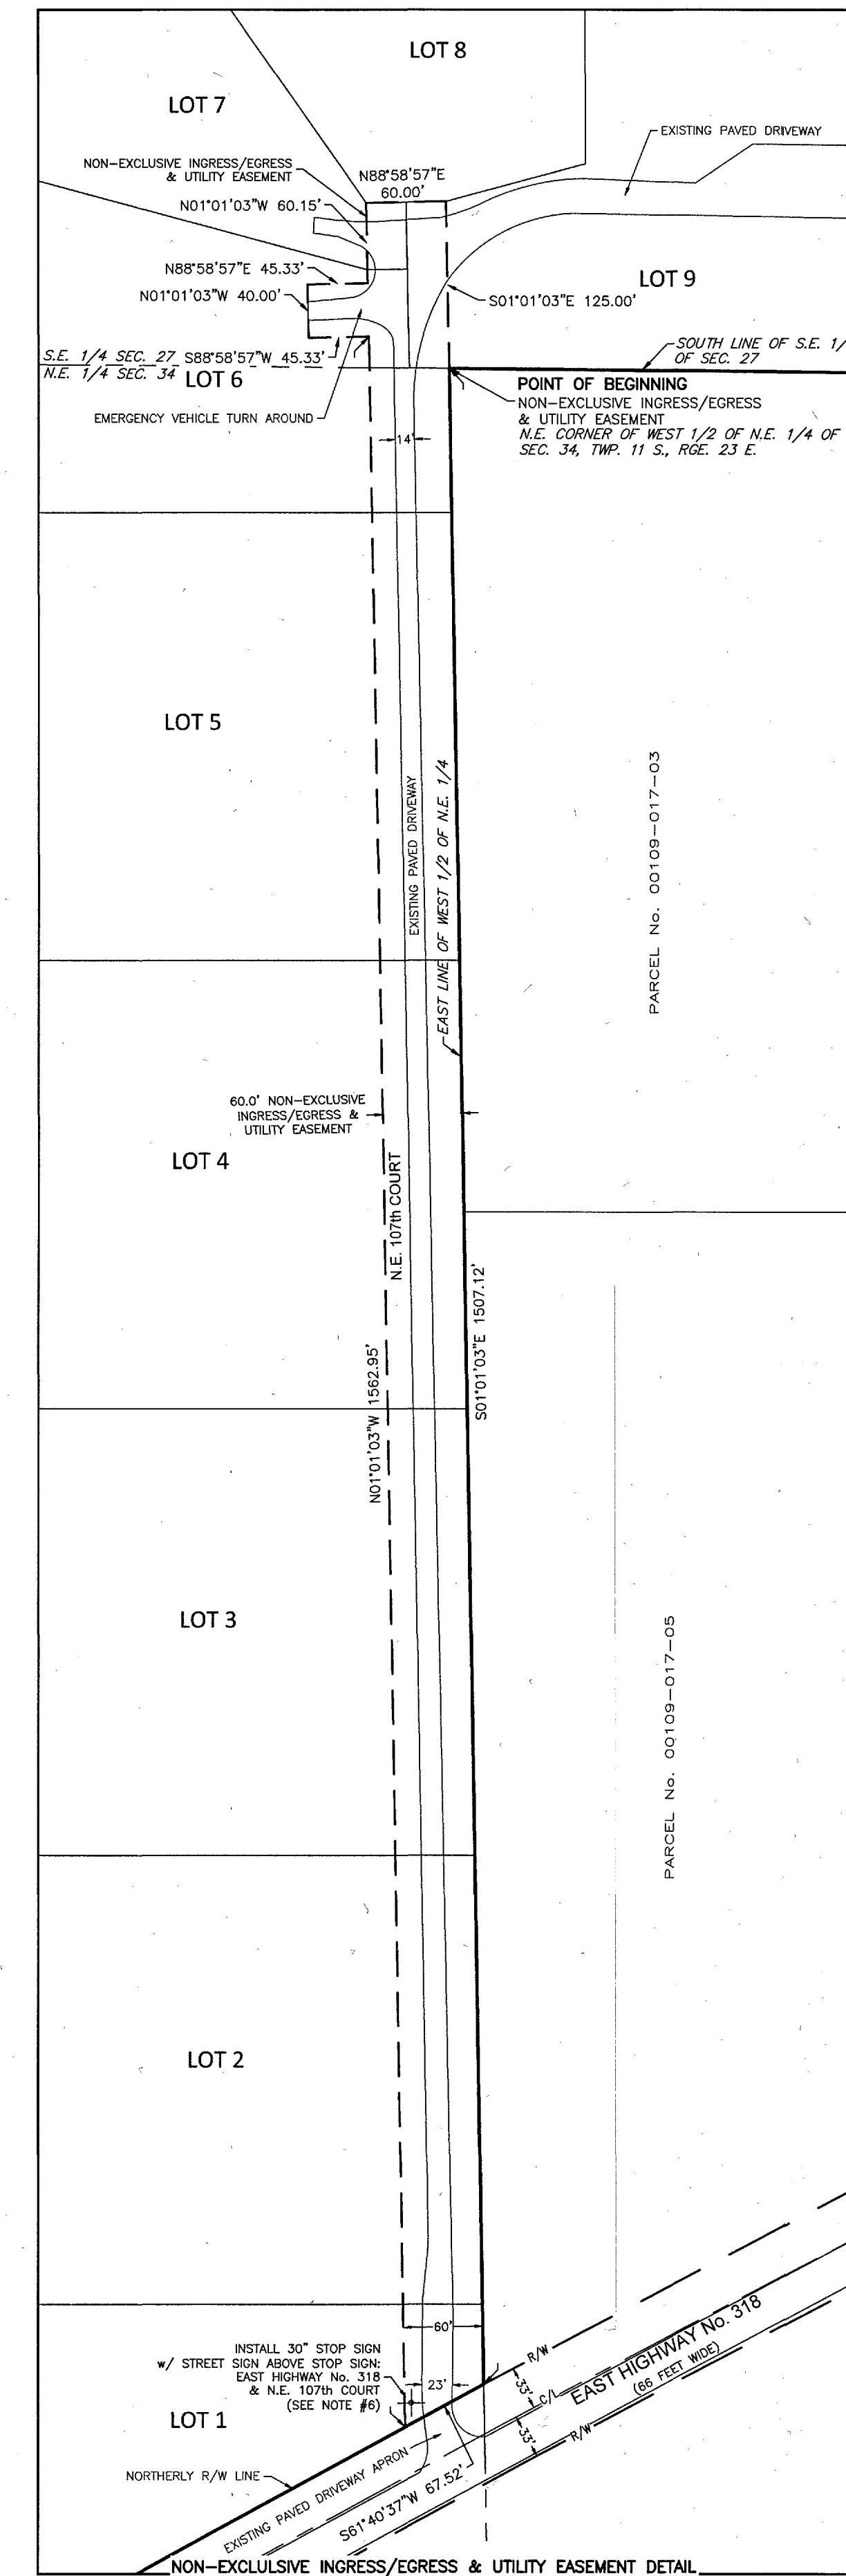 LOT 8
LOT 7
EXISTING PAVED DRIVEWAY
NON-EXCLUSIVE INGRESS/EGRESS
& UTILITY EASEMENT
N88°58'57"E
60.00'
N01°01'03"W 60.15'
N88°58'57"E 45.33'
N01°01'03"W 40.00'
LOT 9
S01°01'03"E 125.00'
S.E. 1/4 SEC. 27
N.E. 1/4 SEC. 34
S88°58'57"W 45.33'
LOT 6
SOUTH LINE OF S.E. 1/
OF SEC. 27
POINT OF BEGINNING
NON-EXCLUSIVE INGRESS/EGRESS
& UTILITY EASEMENT
N.E. CORNER OF WEST 1/2 OF N.E. 1/4 OF
SEC. 34, TWP. 11 S., RGE. 23 E.
EMERGENCY VEHICLE TURN AROUND
14'
LOT 5
EXISTING PAVED DRIVEWAY
EAST LINE OF WEST 1/2 OF N.E. 1/4
PARCEL No. 00109-017-03
60.0' NON-EXCLUSIVE
INGRESS/EGRESS &
UTILITY EASEMENT
LOT 4
N.E. 107th COURT
S01°01'03"E 1507.12'
N01°01'03"W 1562.95'
LOT 3
PARCEL No. 00109-017-05
LOT 2
60'
INSTALL 30" STOP SIGN
w/ STREET SIGN ABOVE STOP SIGN:
EAST HIGHWAY No. 318
& N.E. 107th COURT
(SEE NOTE #6)
23'
R/W
33'
C/L
EAST HIGHWAY No. 318
(66 FEET WIDE)
33'
R/W
LOT 1
NORTHERLY R/W LINE
EXISTING PAVED DRIVEWAY APRON
S61°40'37"W 67.52'
NON-EXCLULSIVE INGRESS/EGRESS & UTILITY EASEMENT DETAIL